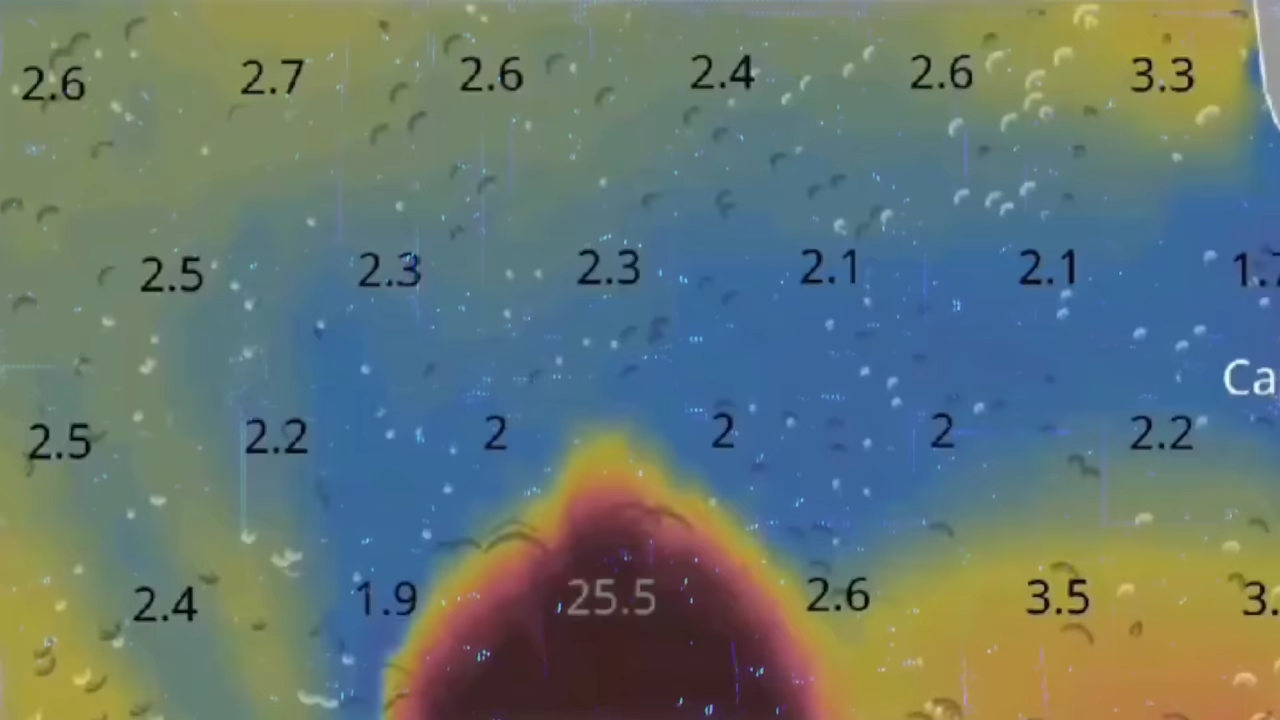 2.6 2.7 2.6 2.4 2.6 3.3
2.5 2.3 2.3 2.1 2.1
Ca
2.5 2.2 2 2 2 2.2
2.4 1.9 25.5 2.6 3.5